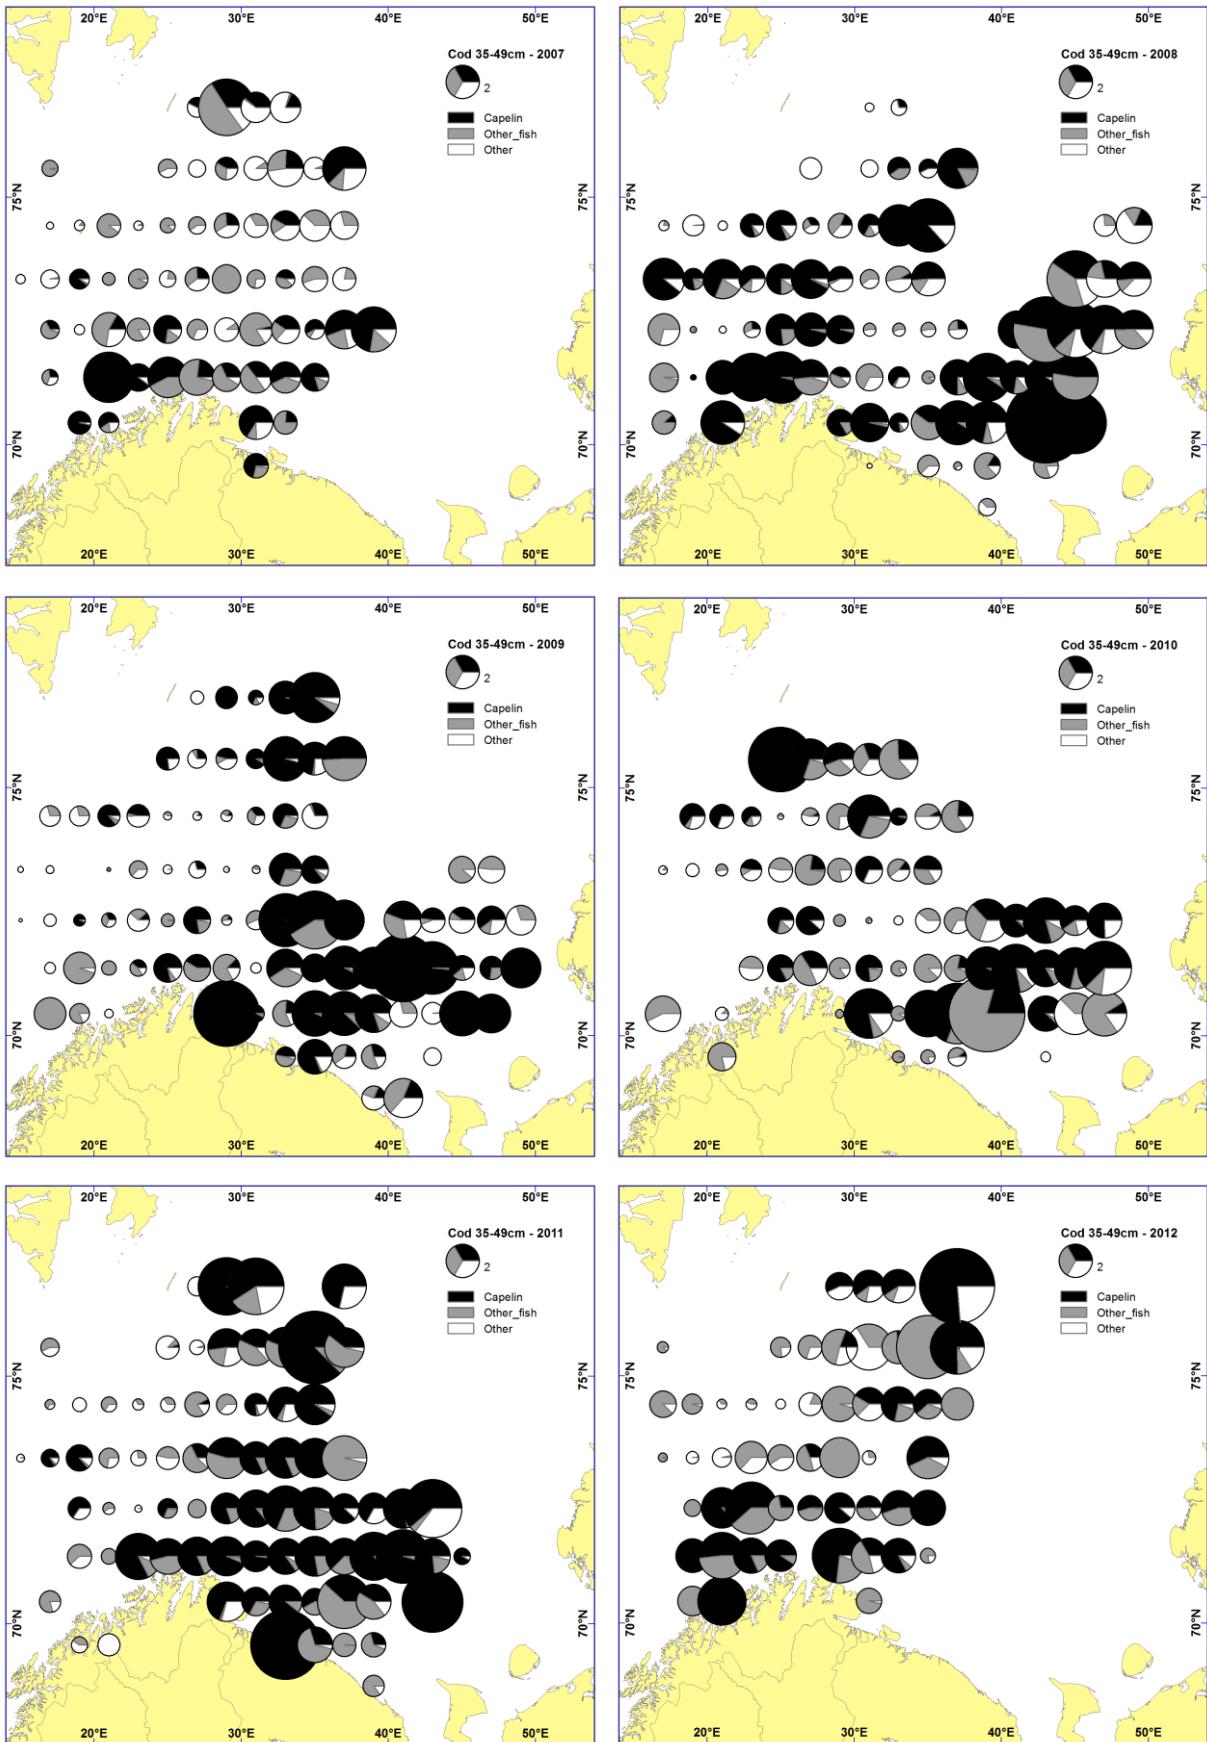 20°E 30°E 40°E 50°E
Cod 35-49cm - 2007
2
Capelin
Other_fish
Other
75°N 75°N
70°N 70°N
20°E 30°E 40°E 50°E
20°E 30°E 40°E 50°E
Cod 35-49cm - 2008
2
Capelin
Other_fish
Other
75°N 75°N
70°N 70°N
20°E 30°E 40°E 50°E
20°E 30°E 40°E 50°E
Cod 35-49cm - 2009
2
Capelin
Other_fish
Other
75°N 75°N
70°N 70°N
20°E 30°E 40°E 50°E
20°E 30°E 40°E 50°E
Cod 35-49cm - 2010
2
Capelin
Other_fish
Other
75°N 75°N
70°N 70°N
20°E 30°E 40°E 50°E
20°E 30°E 40°E 50°E
Cod 35-49cm - 2011
2
Capelin
Other_fish
Other
75°N 75°N
70°N 70°N
20°E 30°E 40°E 50°E
20°E 30°E 40°E 50°E
Cod 35-49cm - 2012
2
Capelin
Other_fish
Other
75°N 75°N
70°N 70°N
20°E 30°E 40°E 50°E